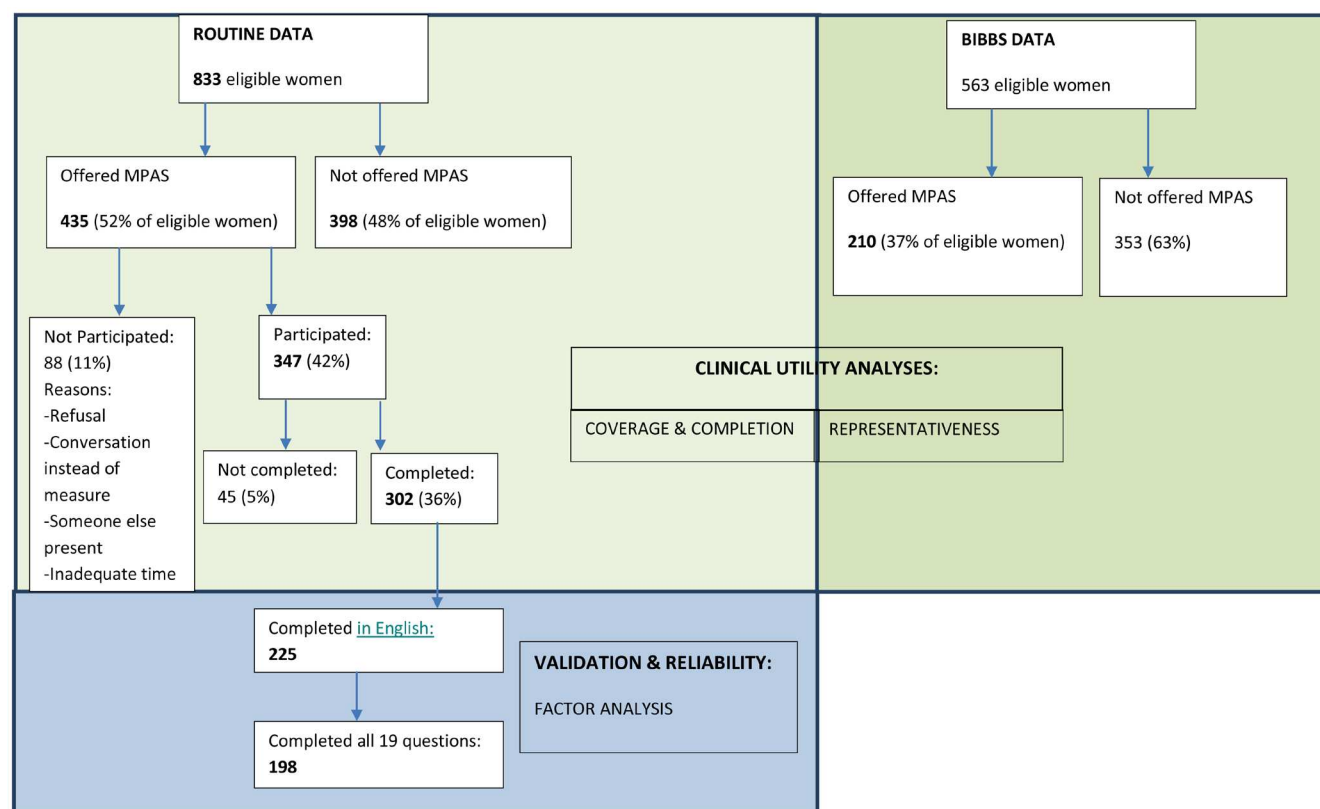 ROUTINE DATA
833 eligible women
BIBBS DATA
563 eligible women
Offered MPAS
435 (52% of eligible women)
Not offered MPAS
398 (48% of eligible women)
Offered MPAS
210 (37% of eligible women)
Not offered MPAS
353 (63%)
Not Participated:
88 (11%)
Reasons:
-Refusal
-Conversation
instead of
measure
-Someone else
present
-Inadequate time
Participated:
347 (42%)
Not completed:
45 (5%)
Completed:
302 (36%)
CLINICAL UTILITY ANALYSES:
COVERAGE & COMPLETION
REPRESENTATIVENESS
Completed in English:
225
Completed all 19 questions:
198
VALIDATION & RELIABILITY:
FACTOR ANALYSIS